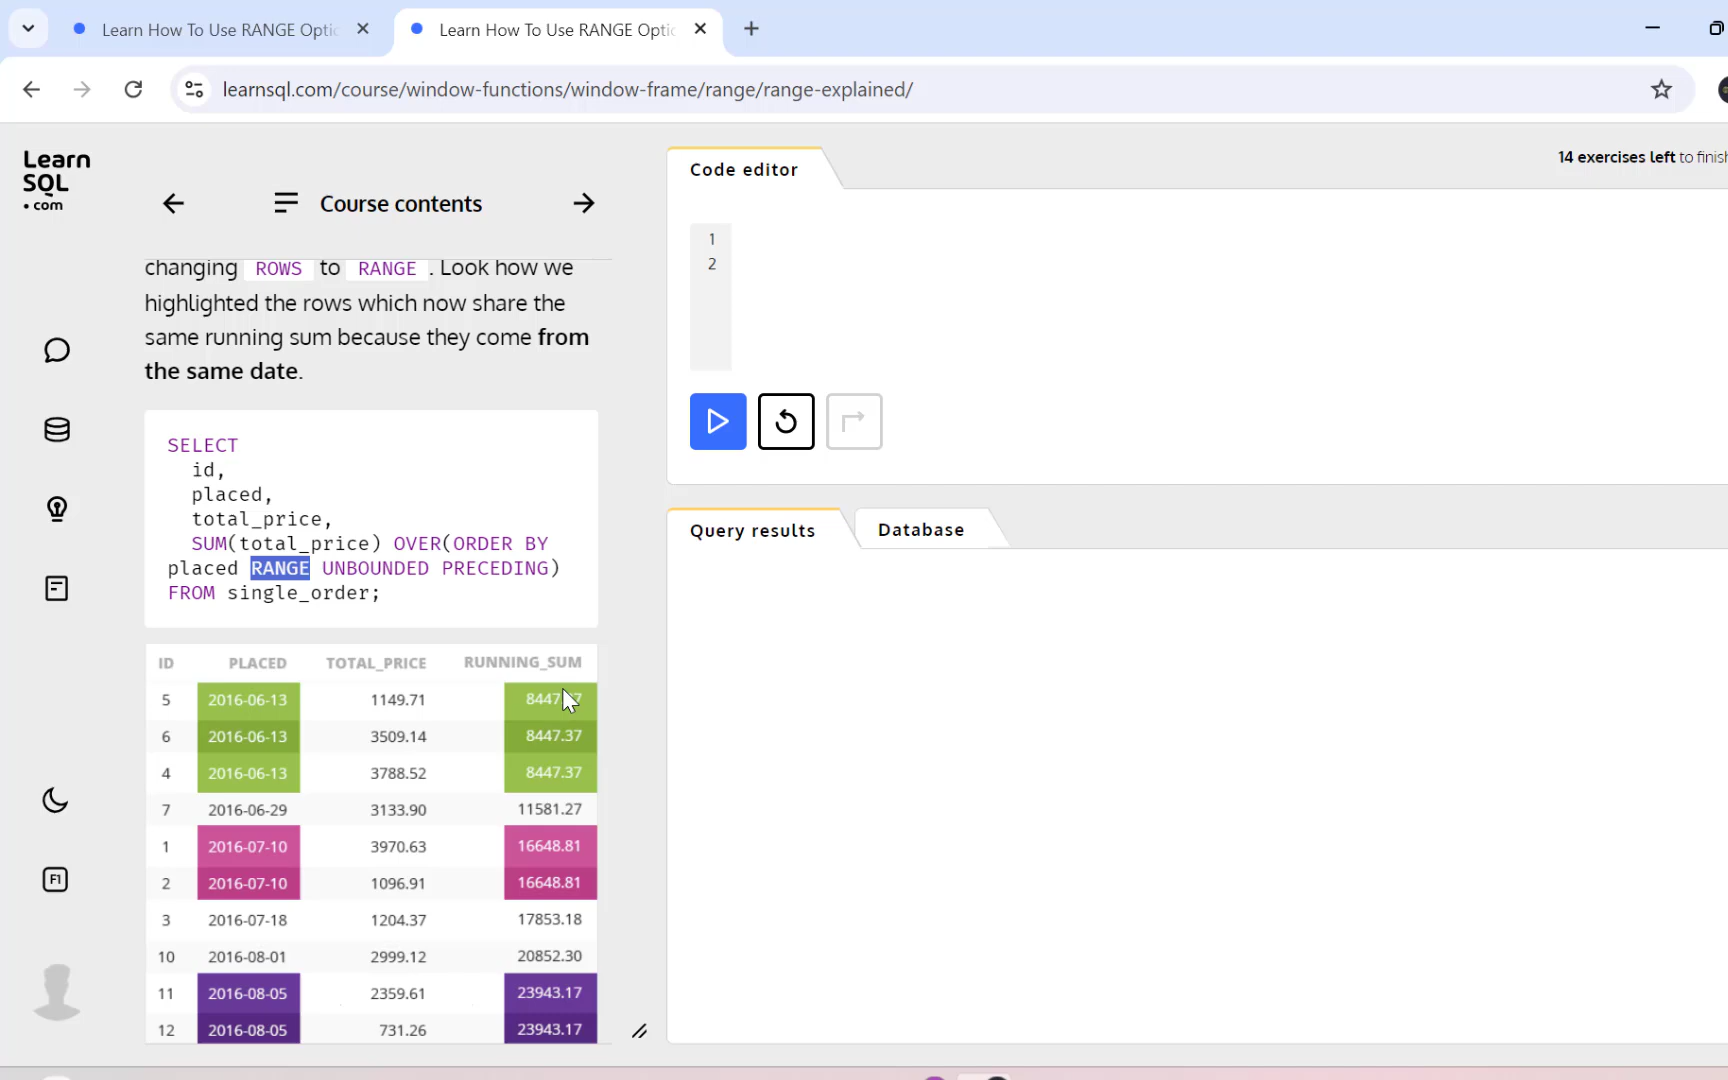 Learn How To Use RANGE Optic
Learn How To Use RANGE Optic
learnsql.com/course/window-functions/window-frame/range/range-explained/
Learn
SQL
.com
Course contents
changing ROWS to RANGE . Look how we
highlighted the rows which now share the
same running sum because they come from
the same date.
SELECT
id,
placed,
total_price,
SUM(total_price) OVER(ORDER BY
placed RANGE UNBOUNDED PRECEDING)
FROM single_order;
ID PLACED TOTAL_PRICE RUNNING_SUM
5 2016-06-13 1149.71
6 2016-06-13 3509.14 8447.37
4 2016-06-13 3788.52 8447.37
7 2016-06-29 3133.90 11581.27
1 2016-07-10 3970.63 16648.81
2 2016-07-10 1096.91 16648.81
3 2016-07-18 1204.37 17853.18
10 2016-08-01 2999.12 20852.30
11 2016-08-05 2359.61 23943.17
12 2016-08-05 731.26 23943.17
F1
Code editor
14 exercises left to finish
1
2
Query results
Database